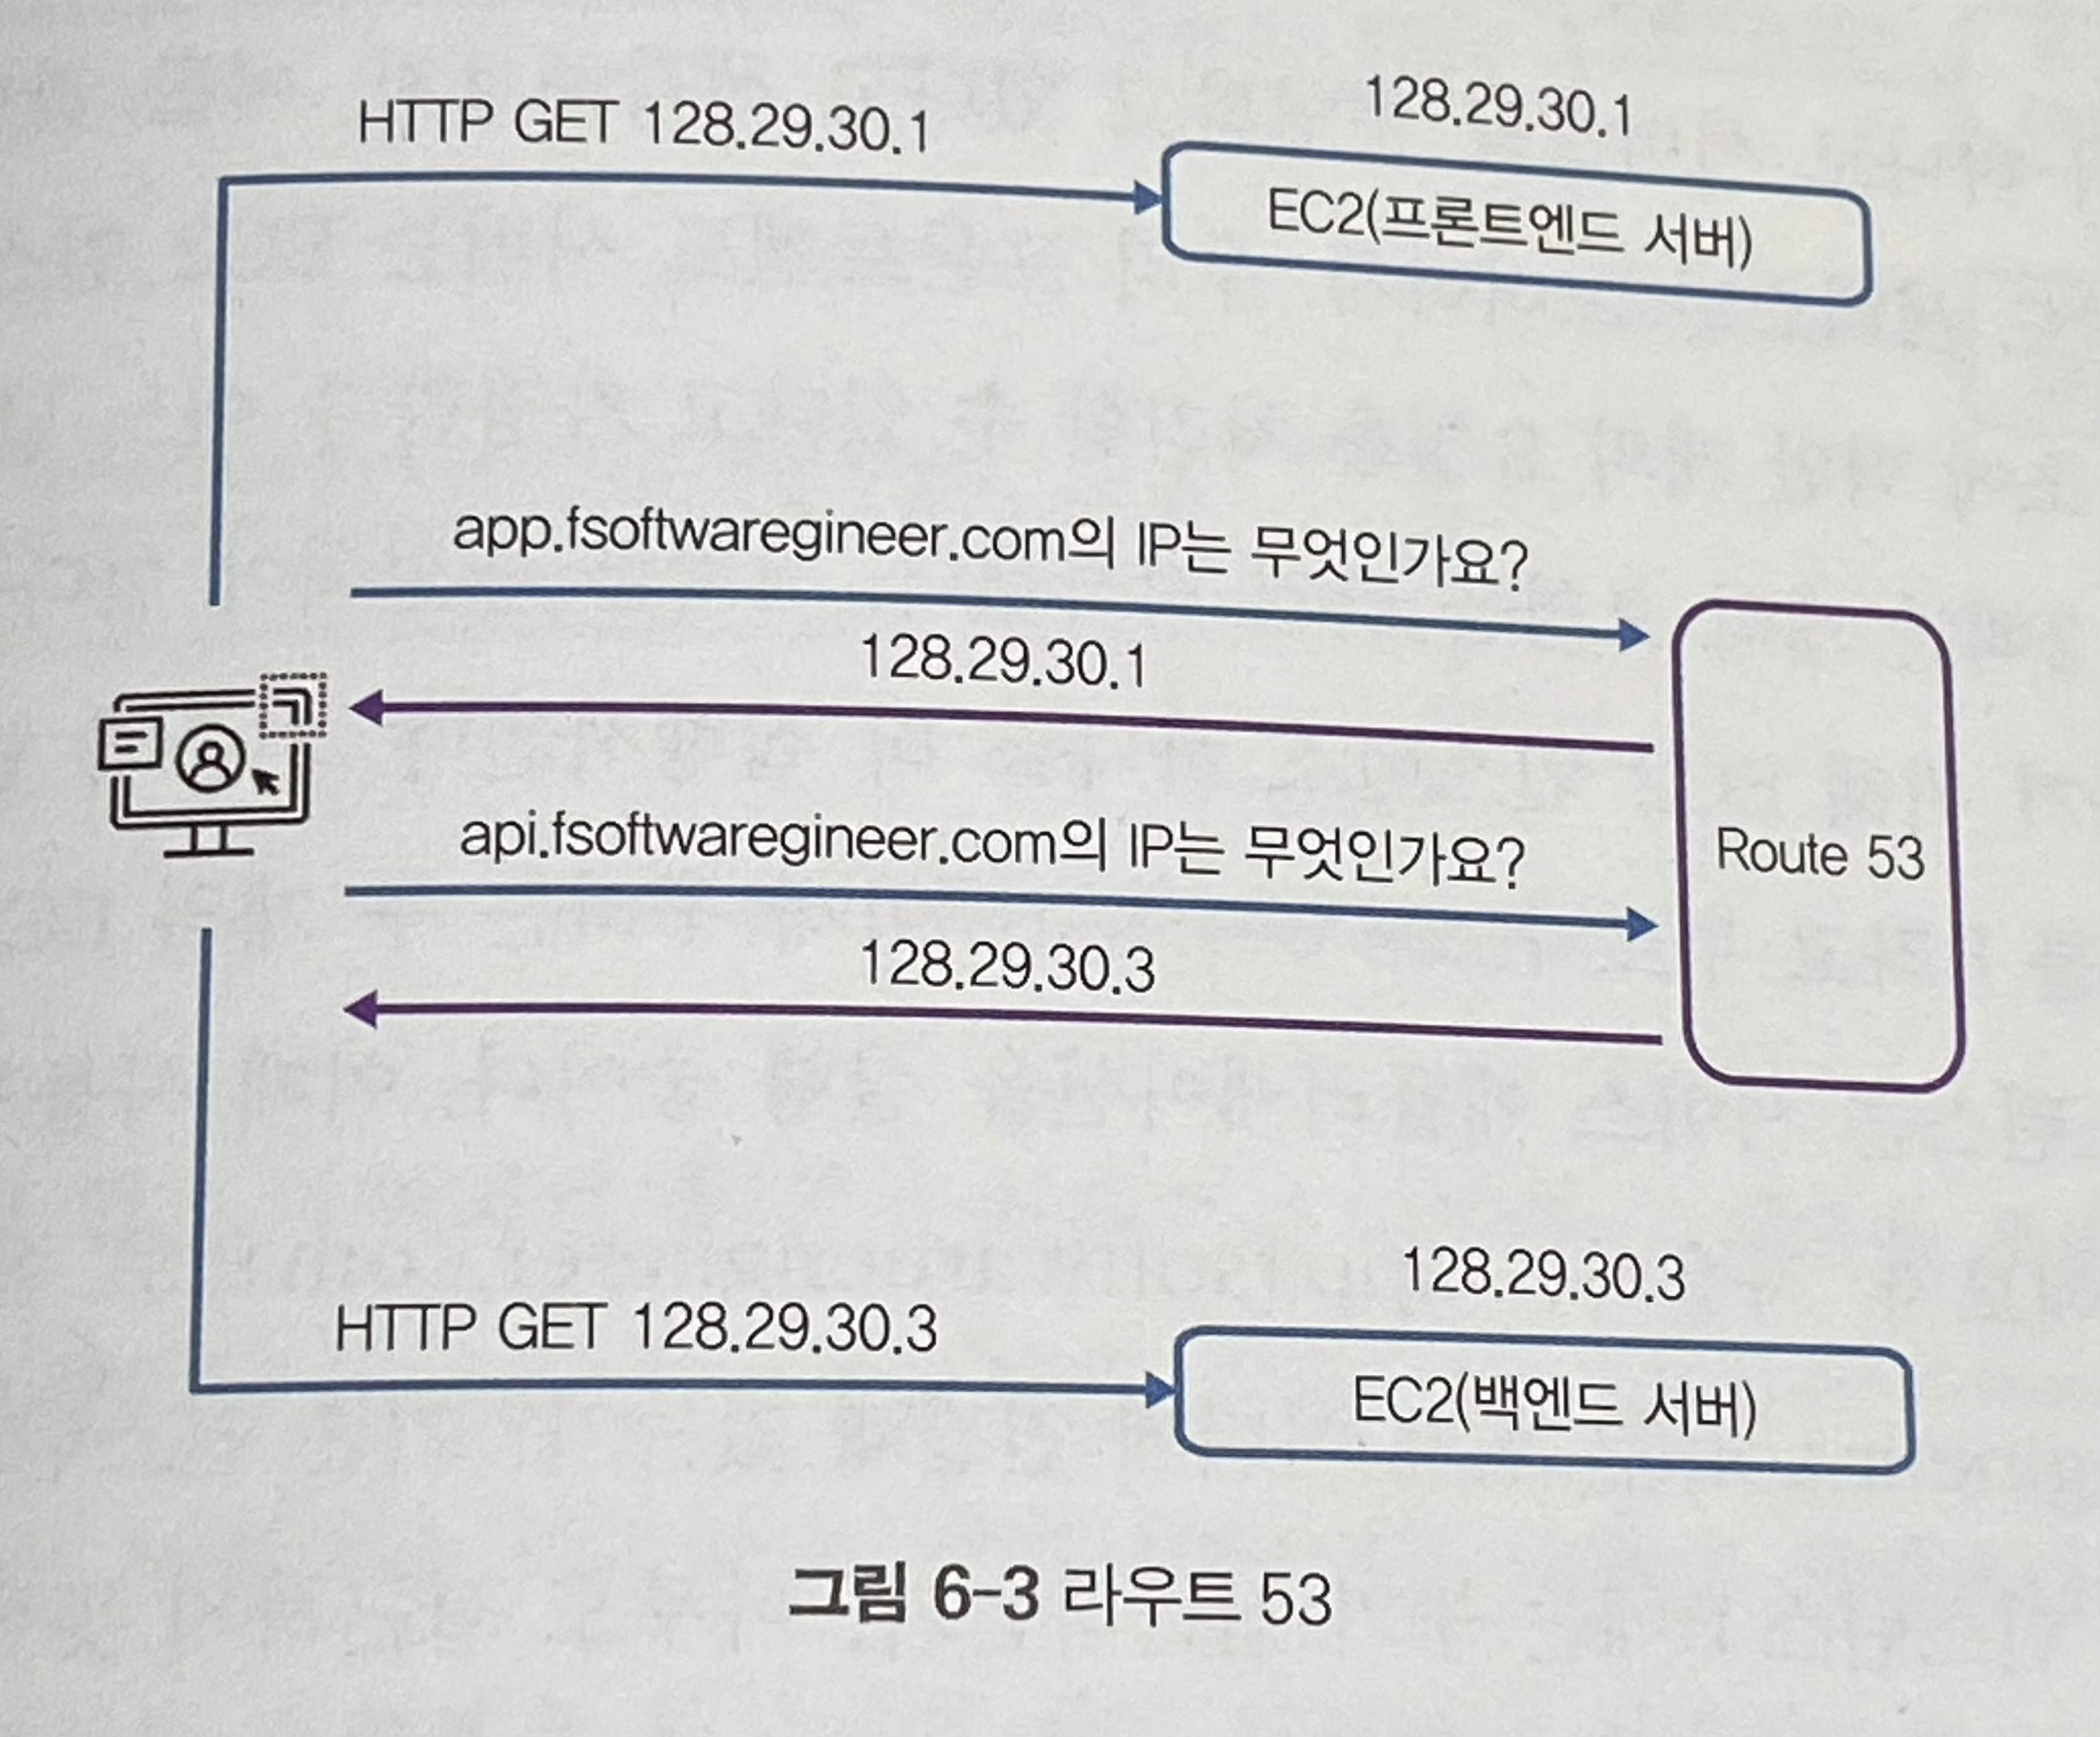 HTTP GET 128.29.30.1
128.29.30.1
EC2(프론트엔드 서버)
app.fsoftwaregineer.com의 IP는 무엇인가요?
128.29.30.1
api.fsoftwaregineer.com의 IP는 무엇인가요?
Route 53
128.29.30.3
HTTP GET 128.29.30.3
128.29.30.3
EC2(백엔드 서버)
그림 6-3 라우트 53